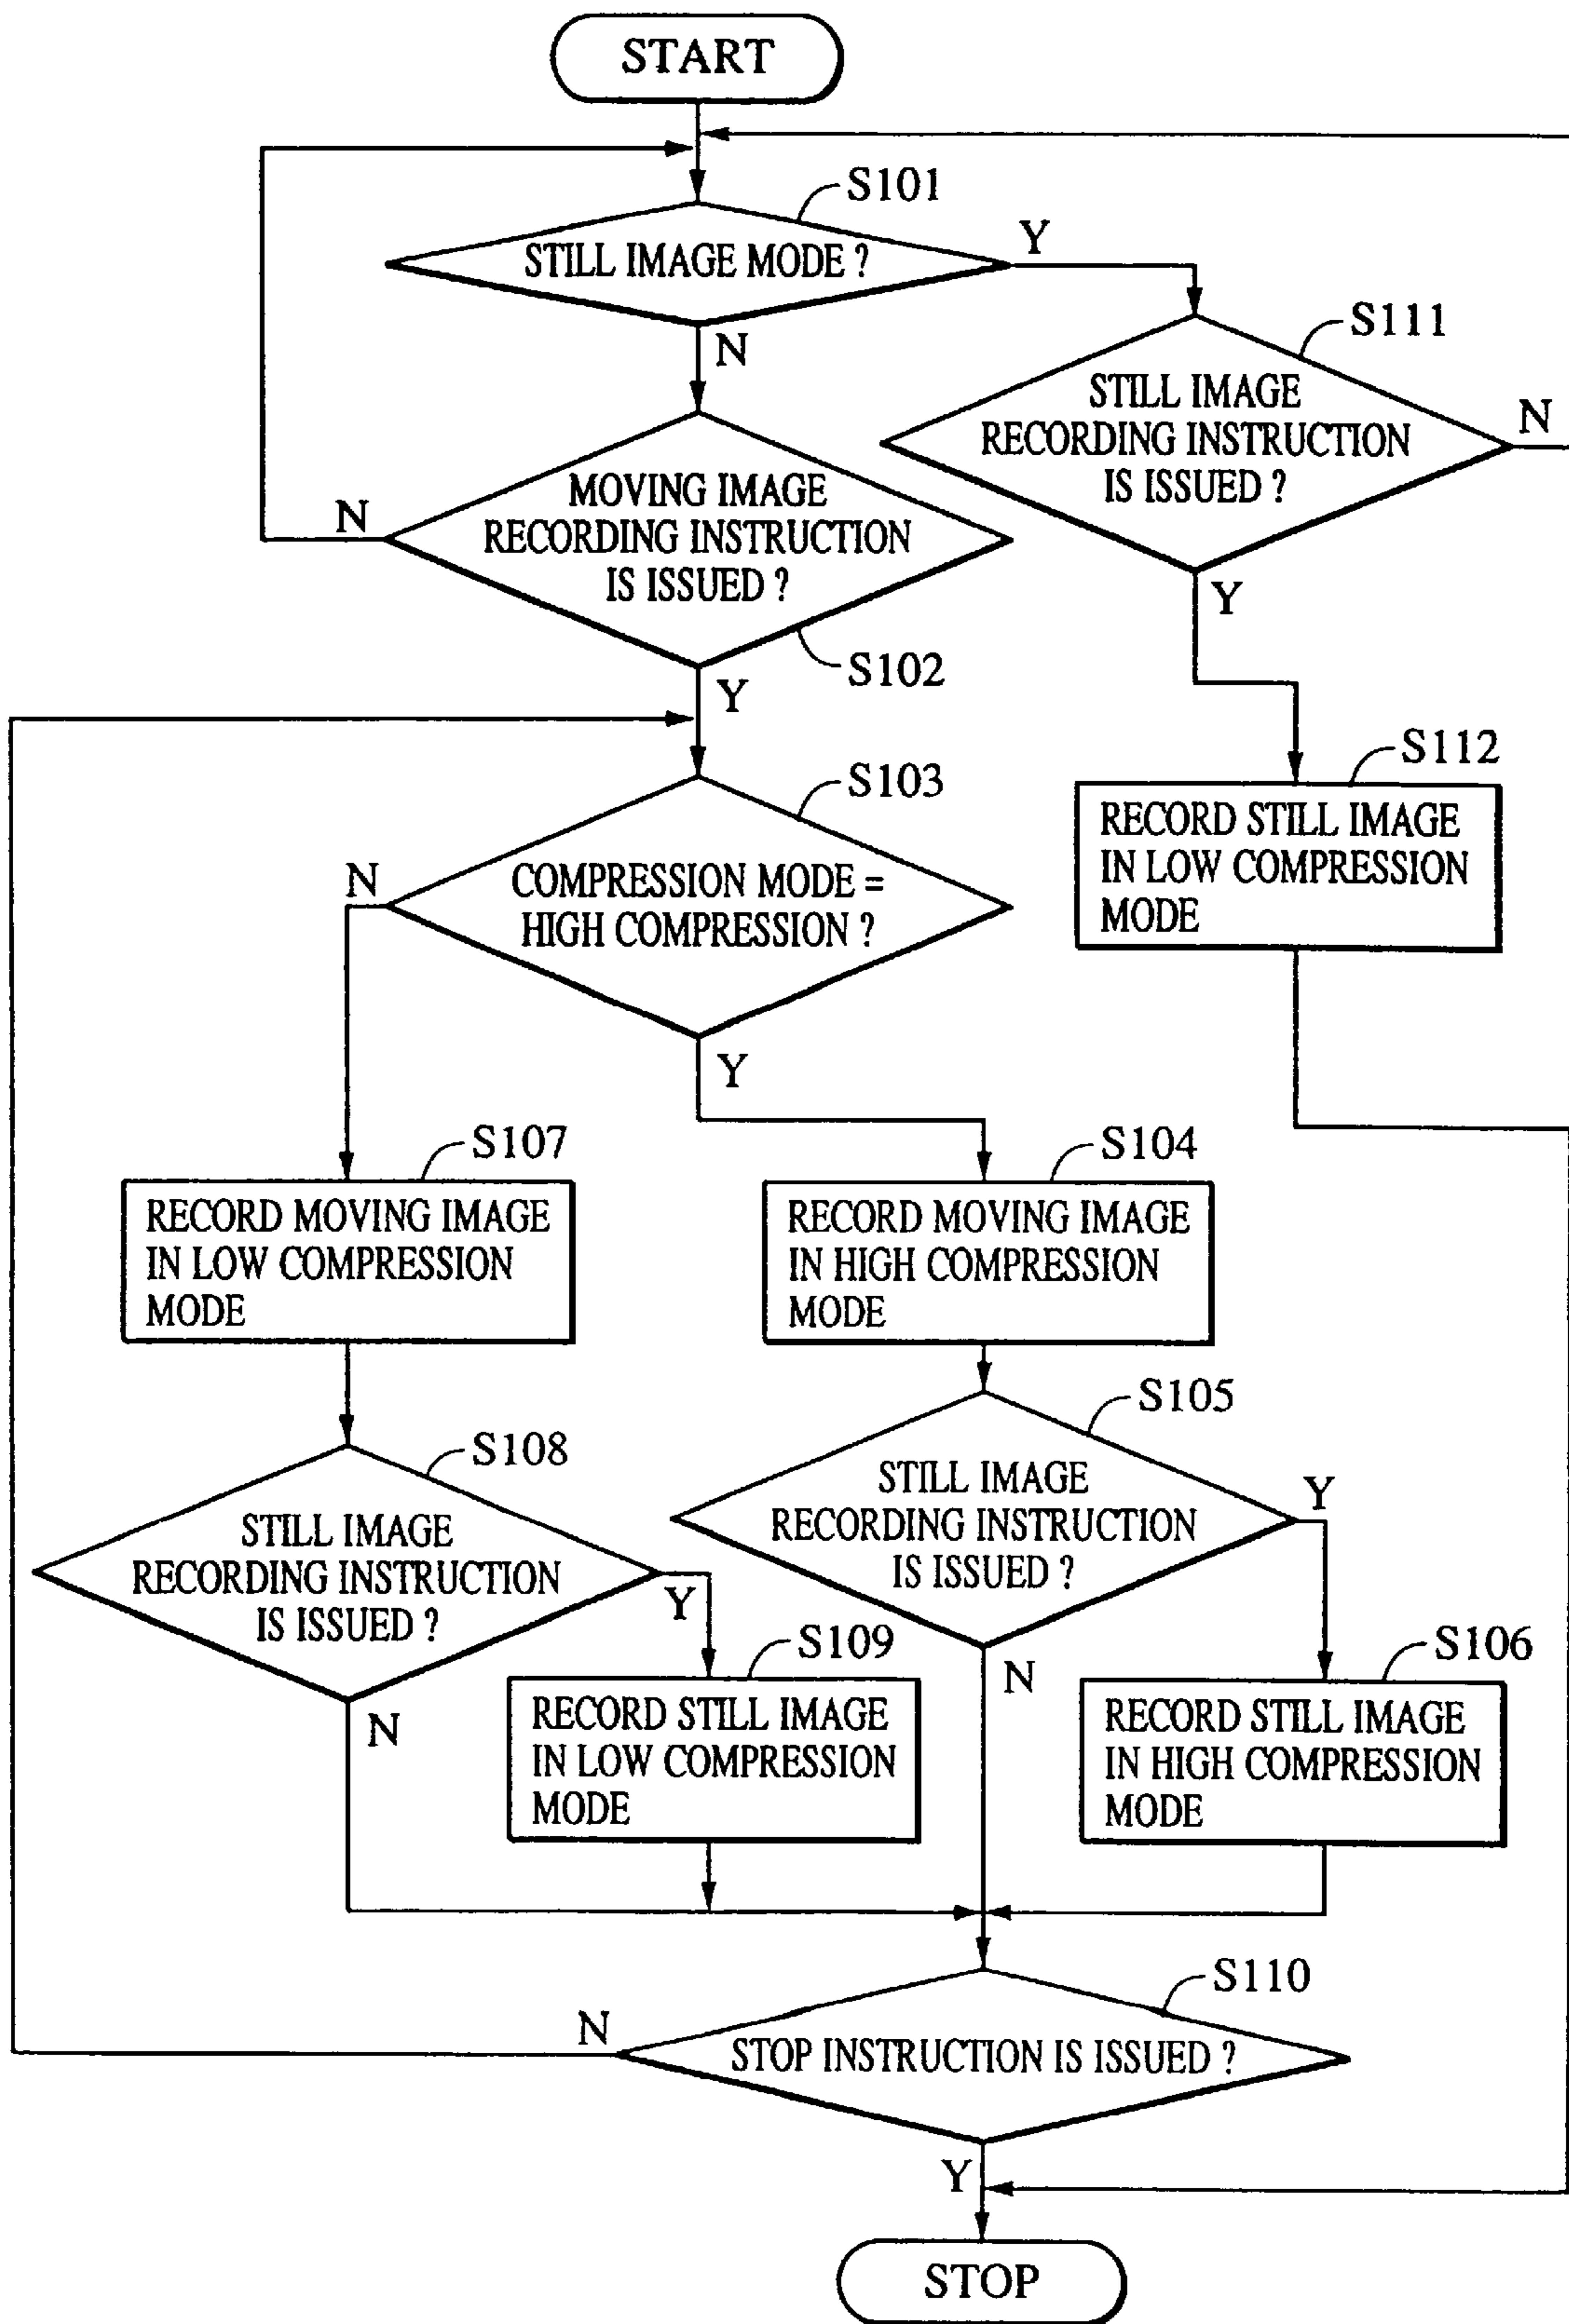 START
S101
STILL IMAGE MODE ?
Y
N
S111
STILL IMAGE
RECORDING INSTRUCTION
IS ISSUED ?
N
Y
MOVING IMAGE
RECORDING INSTRUCTION
IS ISSUED ?
N
S102
Y
S112
RECORD STILL IMAGE
IN LOW COMPRESSION
MODE
S103
COMPRESSION MODE =
HIGH COMPRESSION ?
N
Y
S107
RECORD MOVING IMAGE
IN LOW COMPRESSION
MODE
S104
RECORD MOVING IMAGE
IN HIGH COMPRESSION
MODE
S108
STILL IMAGE
RECORDING INSTRUCTION
IS ISSUED ?
Y
N
S105
STILL IMAGE
RECORDING INSTRUCTION
IS ISSUED ?
Y
N
S109
RECORD STILL IMAGE
IN LOW COMPRESSION
MODE
S106
RECORD STILL IMAGE
IN HIGH COMPRESSION
MODE
S110
STOP INSTRUCTION IS ISSUED ?
N
Y
STOP